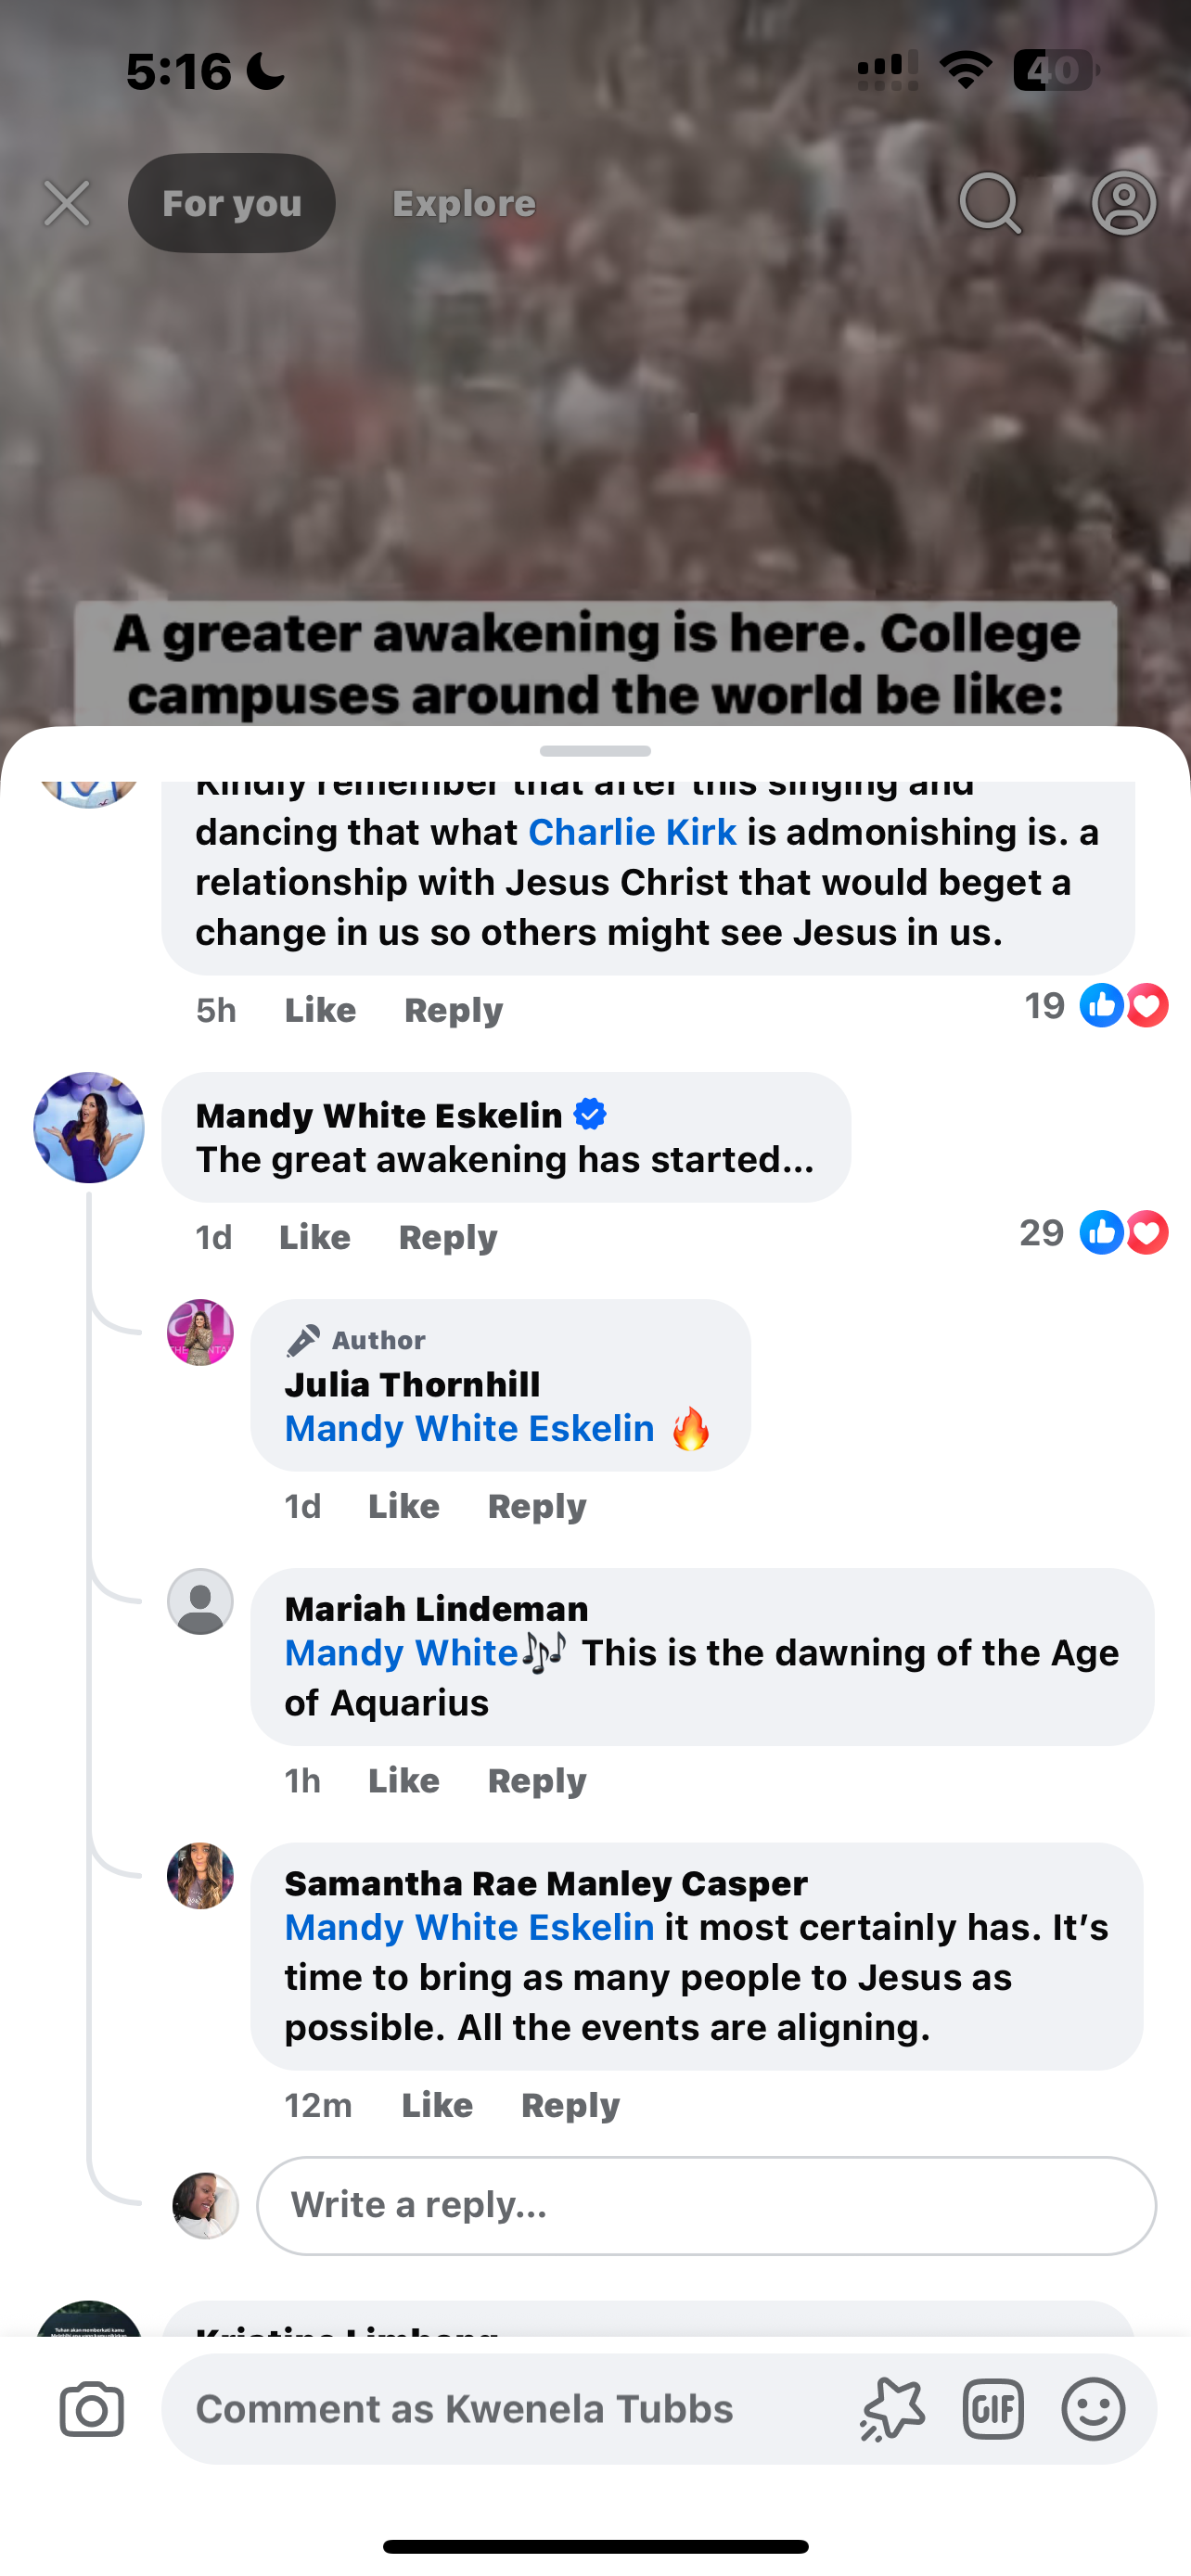 5:16
40
For you
Explore
A greater awakening is here. College
campuses around the world be like:
Kindly remember that after this singing and
dancing that what Charlie Kirk is admonishing is. a
relationship with Jesus Christ that would beget a
change in us so others might see Jesus in us.
5h Like Reply 19
Mandy White Eskelin
The great awakening has started...
1d Like Reply 29
Author
Julia Thornhill
Mandy White Eskelin 🔥
1d Like Reply
Mariah Lindeman
Mandy White🎶 This is the dawning of the Age
of Aquarius
1h Like Reply
Samantha Rae Manley Casper
Mandy White Eskelin it most certainly has. It’s
time to bring as many people to Jesus as
possible. All the events are aligning.
12m Like Reply
Write a reply...
Comment as Kwenela Tubbs
GIF